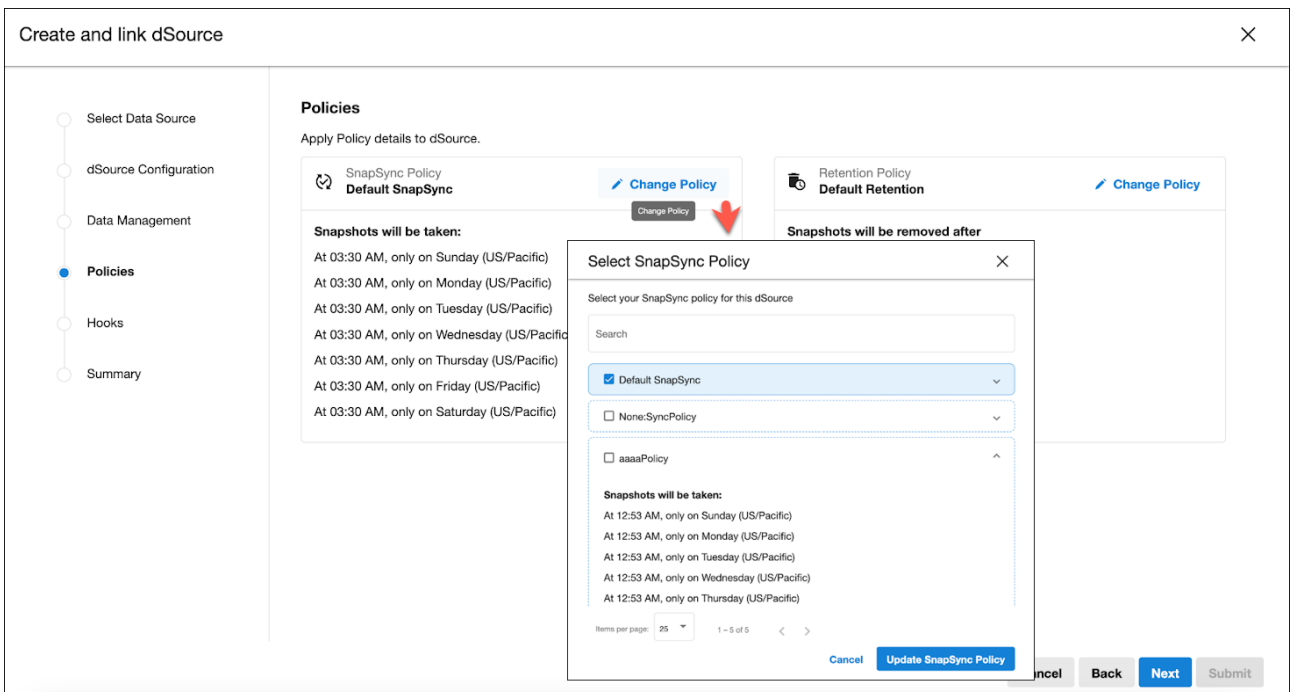 Create and link dSource
Select Data Source
dSource Configuration
Data Management
Policies
Hooks
Summary
Policies
Apply Policy details to dSource.
SnapSync Policy
Default SnapSync
Change Policy
Change Policy
Snapshots will be taken:
At 03:30 AM, only on Sunday (US/Pacific)
At 03:30 AM, only on Monday (US/Pacific)
At 03:30 AM, only on Tuesday (US/Pacific)
At 03:30 AM, only on Wednesday (US/Pacific
At 03:30 AM, only on Thursday (US/Pacific)
At 03:30 AM, only on Friday (US/Pacific)
At 03:30 AM, only on Saturday (US/Pacific)
Retention Policy
Default Retention
Change Policy
Snapshots will be removed after
Select SnapSync Policy
Select your SnapSync policy for this dSource
Search
Default SnapSync
None:SyncPolicy
aaaaPolicy
Snapshots will be taken:
At 12:53 AM, only on Sunday (US/Pacific)
At 12:53 AM, only on Monday (US/Pacific)
At 12:53 AM, only on Tuesday (US/Pacific)
At 12:53 AM, only on Wednesday (US/Pacific)
At 12:53 AM, only on Thursday (US/Pacific)
Items per page: 25 1 – 5 of 5
Cancel Update SnapSync Policy
ncel Back Next Submit